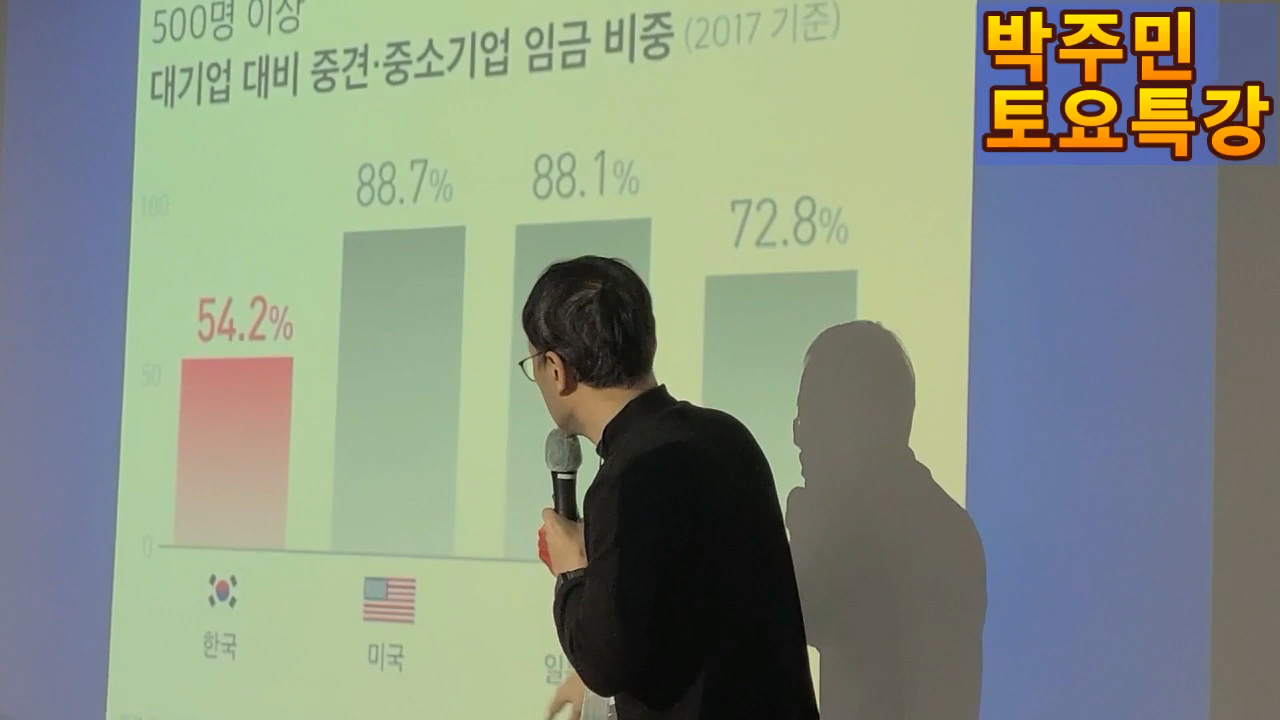 500명 이상
대기업 대비 중견·중소기업 임금 비중 (2017 기준)
박주민
토요특강
88.7%
88.1%
72.8%
54.2%
100
50
0
한국
미국
일